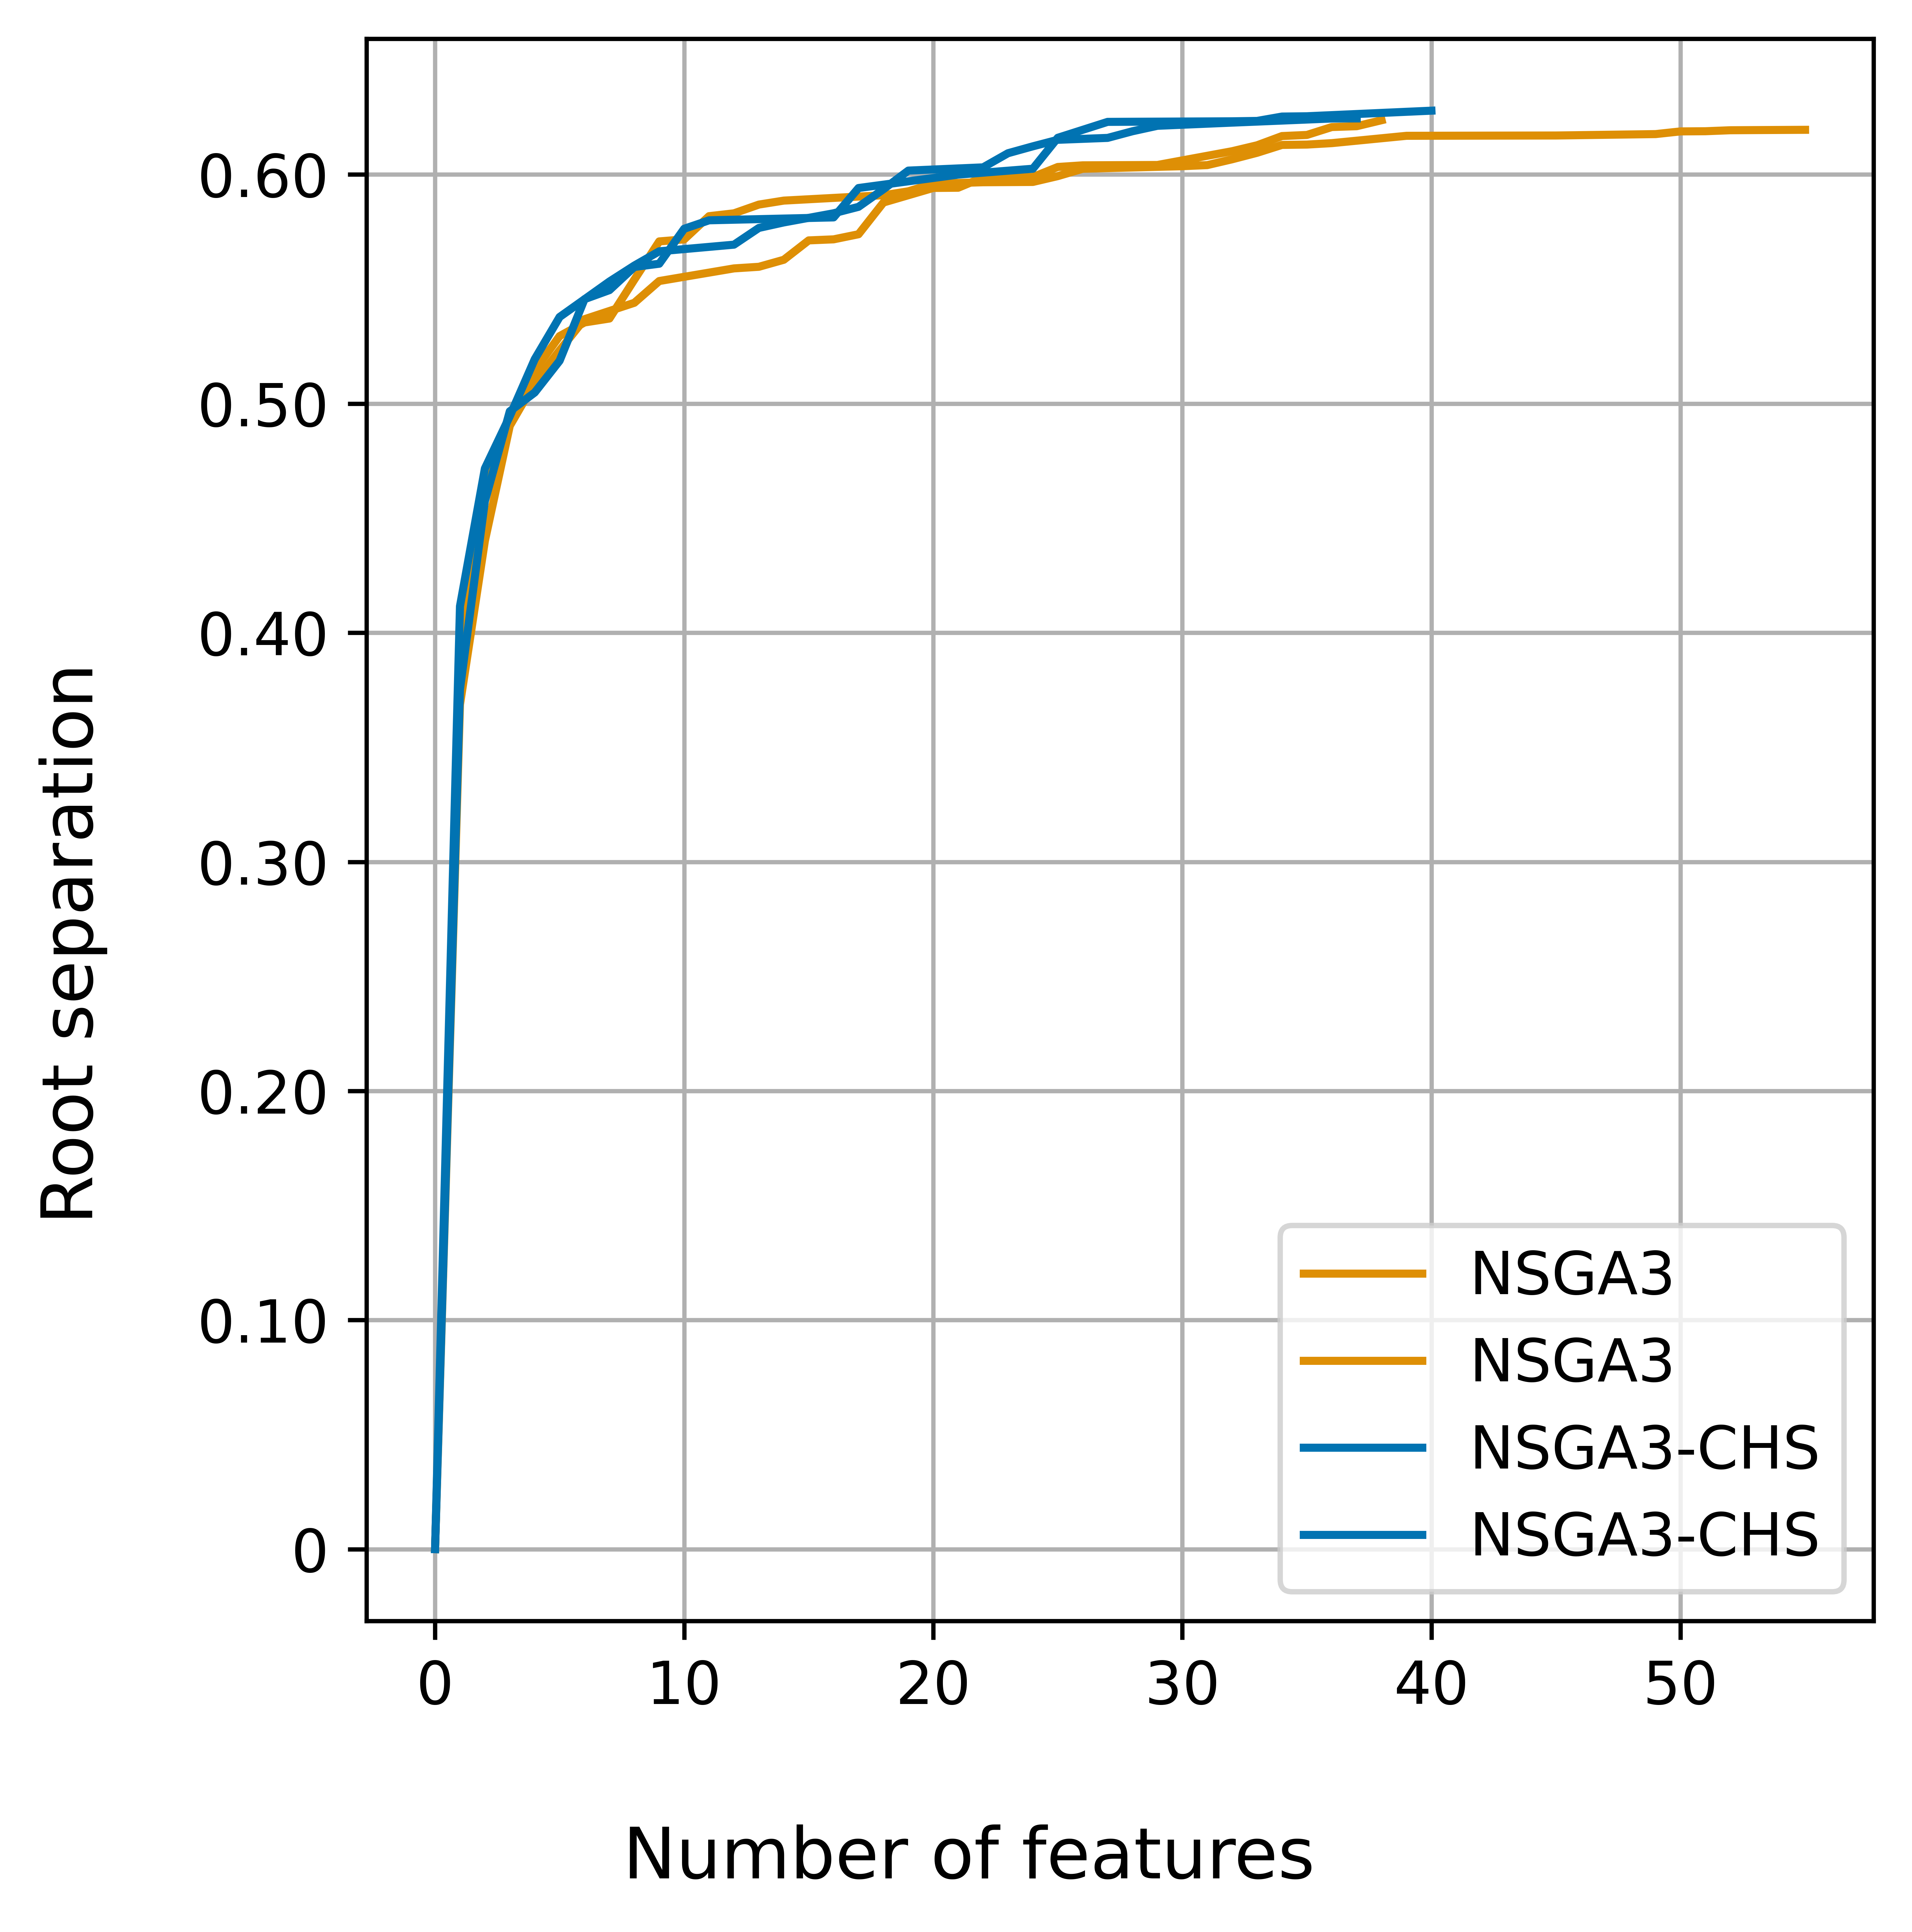 Root separation
0.60
0.50
0.40
0.30
0.20
0.10
0
NSGA3
NSGA3
NSGA3-CHS
NSGA3-CHS
0 10 20 30 40 50
Number of features